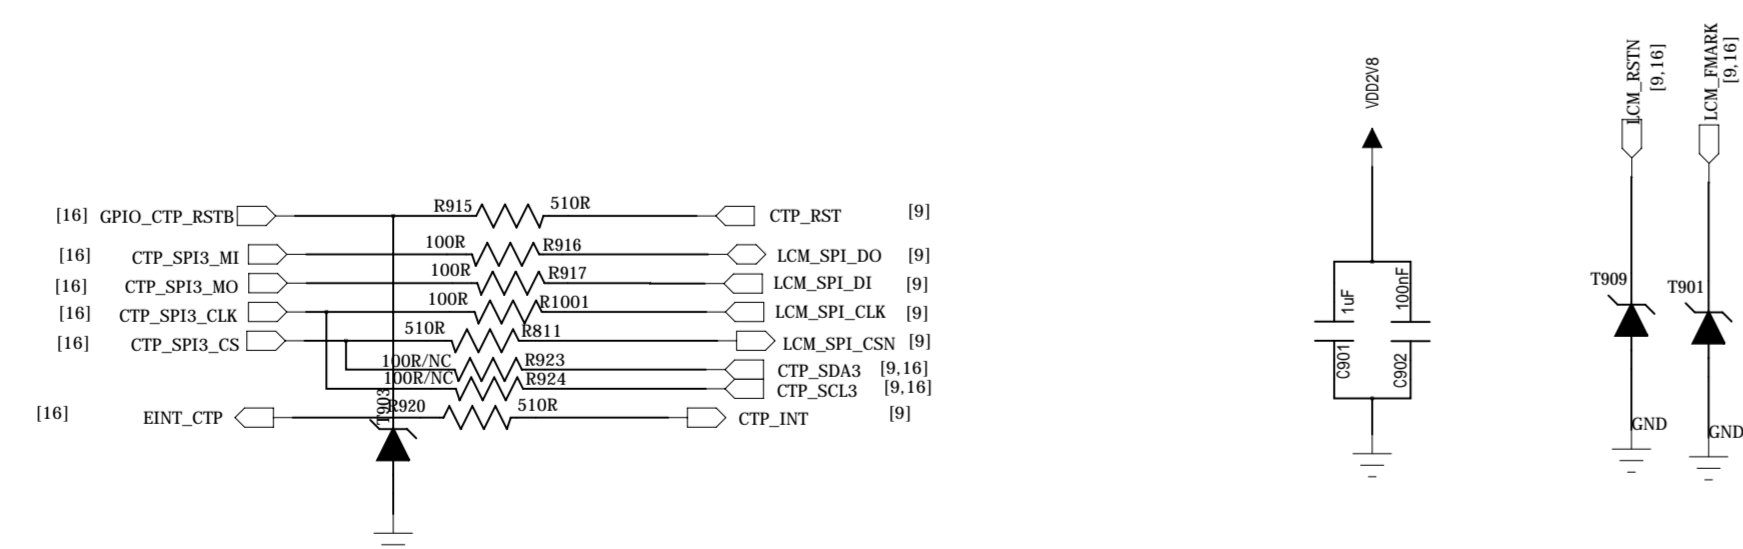 [16] GPIO_CTP_RSTB R915 510R CTP_RST [9]
[16] CTP_SPI3_MI 100R R916 LCM_SPI_DO [9]
[16] CTP_SPI3_MO 100R R917 LCM_SPI_DI [9]
[16] CTP_SPI3_CLK 100R R1001 LCM_SPI_CLK [9]
[16] CTP_SPI3_CS 510R R811 LCM_SPI_CSN [9]
100R/NC R923 CTP_SDA3 [9,16]
100R/NC R924 CTP_SCL3 [9,16]
[16] EINT_CTP R920 510R CTP_INT [9]
T903
VDD2V8
1uF
100nF
C901
C902
LCM_RSTN
[9,16]
LCM_FMARK
[9,16]
T909
T901
GND
GND